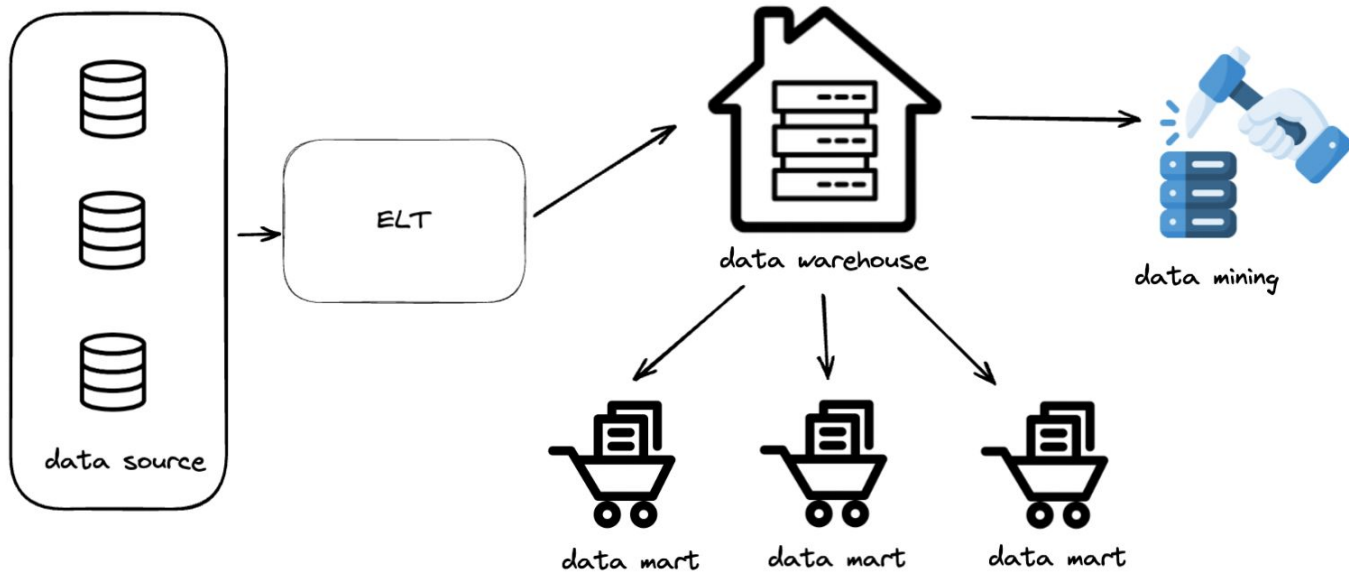 ELT
data warehouse
data mining
data source
data mart
data mart
data mart